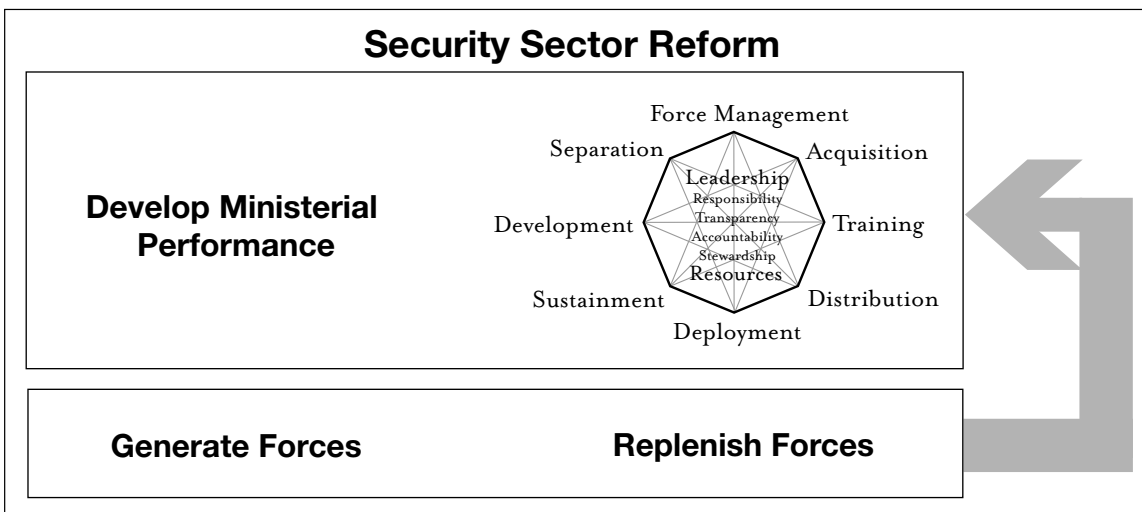 Security Sector Reform
Develop Ministerial
Performance
Force Management
Separation
Acquisition
Leadership
Responsibility
Development
Transparency
Training
Accountability
Stewardship
Resources
Sustainment
Distribution
Deployment
Generate Forces
Replenish Forces